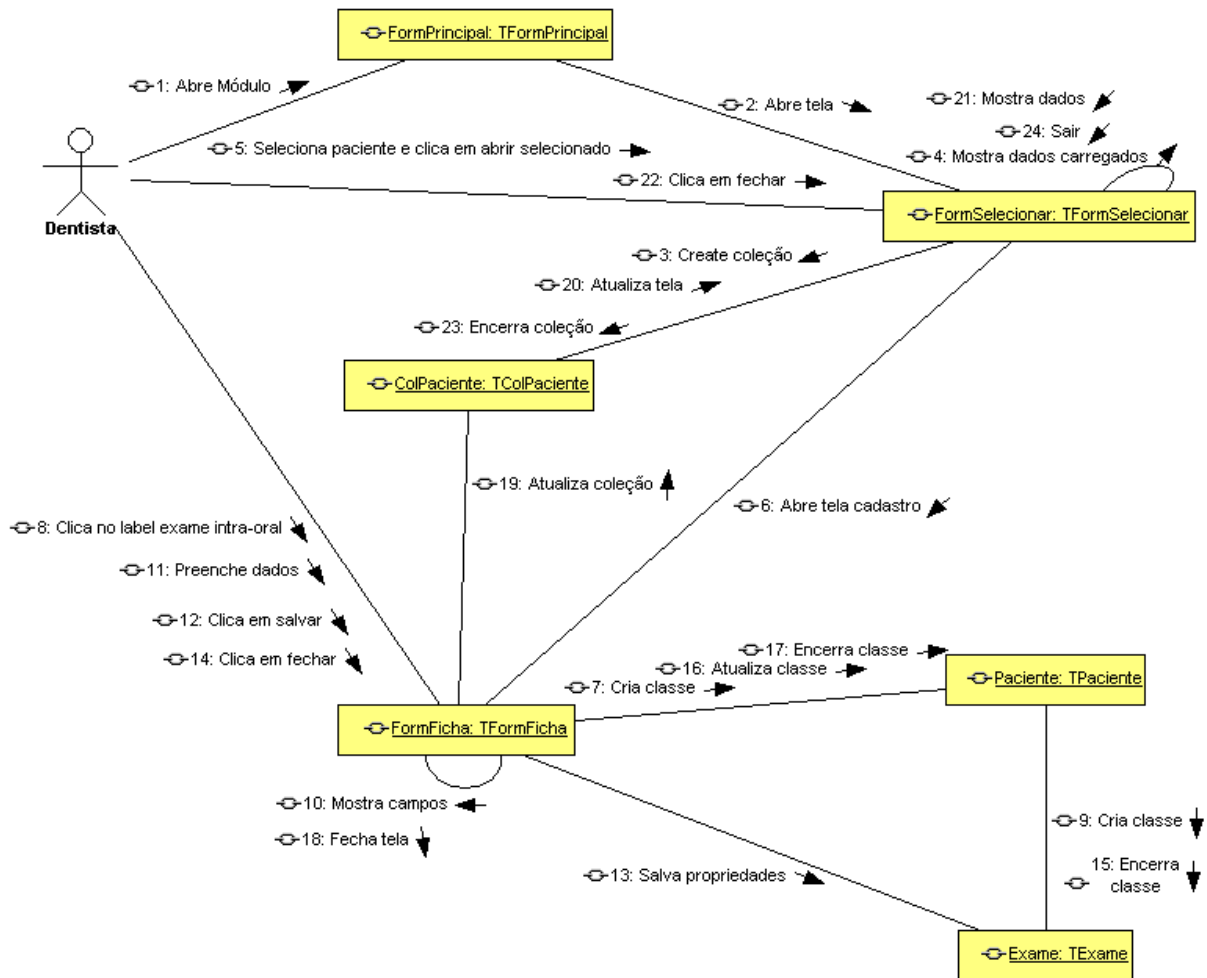 FormPrincipal: TFormPrincipal
1: Abre Módulo
2: Abre tela
21: Mostra dados
24: Sair
5: Seleciona paciente e clica em abrir selecionado
4: Mostra dados carregados
22: Clica em fechar
FormSelecionar: TFormSelecionar
Dentista
3: Create coleção
20: Atualiza tela
23: Encerra coleção
ColPaciente: TColPaciente
19: Atualiza coleção
6: Abre tela cadastro
8: Clica no label exame intra-oral
11: Preenche dados
12: Clica em salvar
14: Clica em fechar
17: Encerra classe
16: Atualiza classe
7: Cria classe
Paciente: TPaciente
FormFicha: TFormFicha
10: Mostra campos
18: Fecha tela
9: Cria classe
13: Salva propriedades
15: Encerra
classe
Exame: TExame